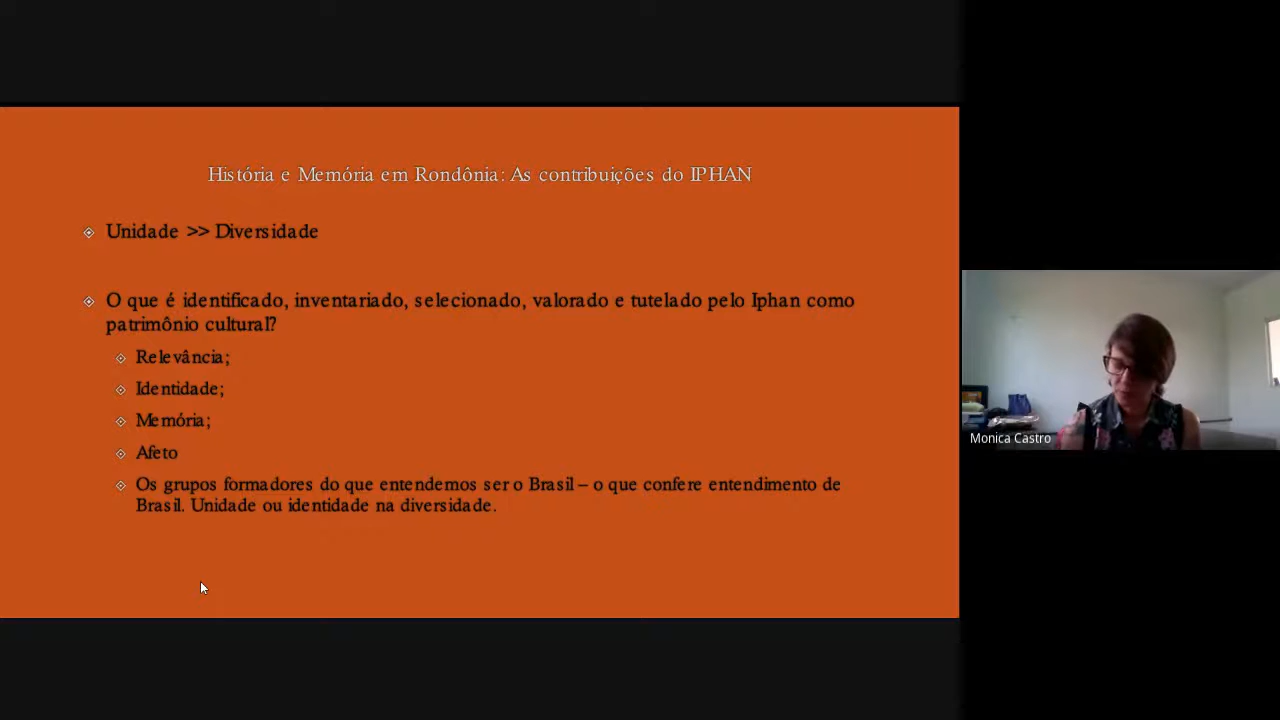 História e Memória em Rondônia: As contribuições do IPHAN
Unidade >> Diversidade
O que é identificado, inventariado, selecionado, valorado e tutelado pelo Iphan como
patrimônio cultural?
Relevância;
Identidade;
Memória;
Afeto
Os grupos formadores do que entendemos ser o Brasil – o que confere entendimento de
Brasil. Unidade ou identidade na diversidade.
Monica Castro